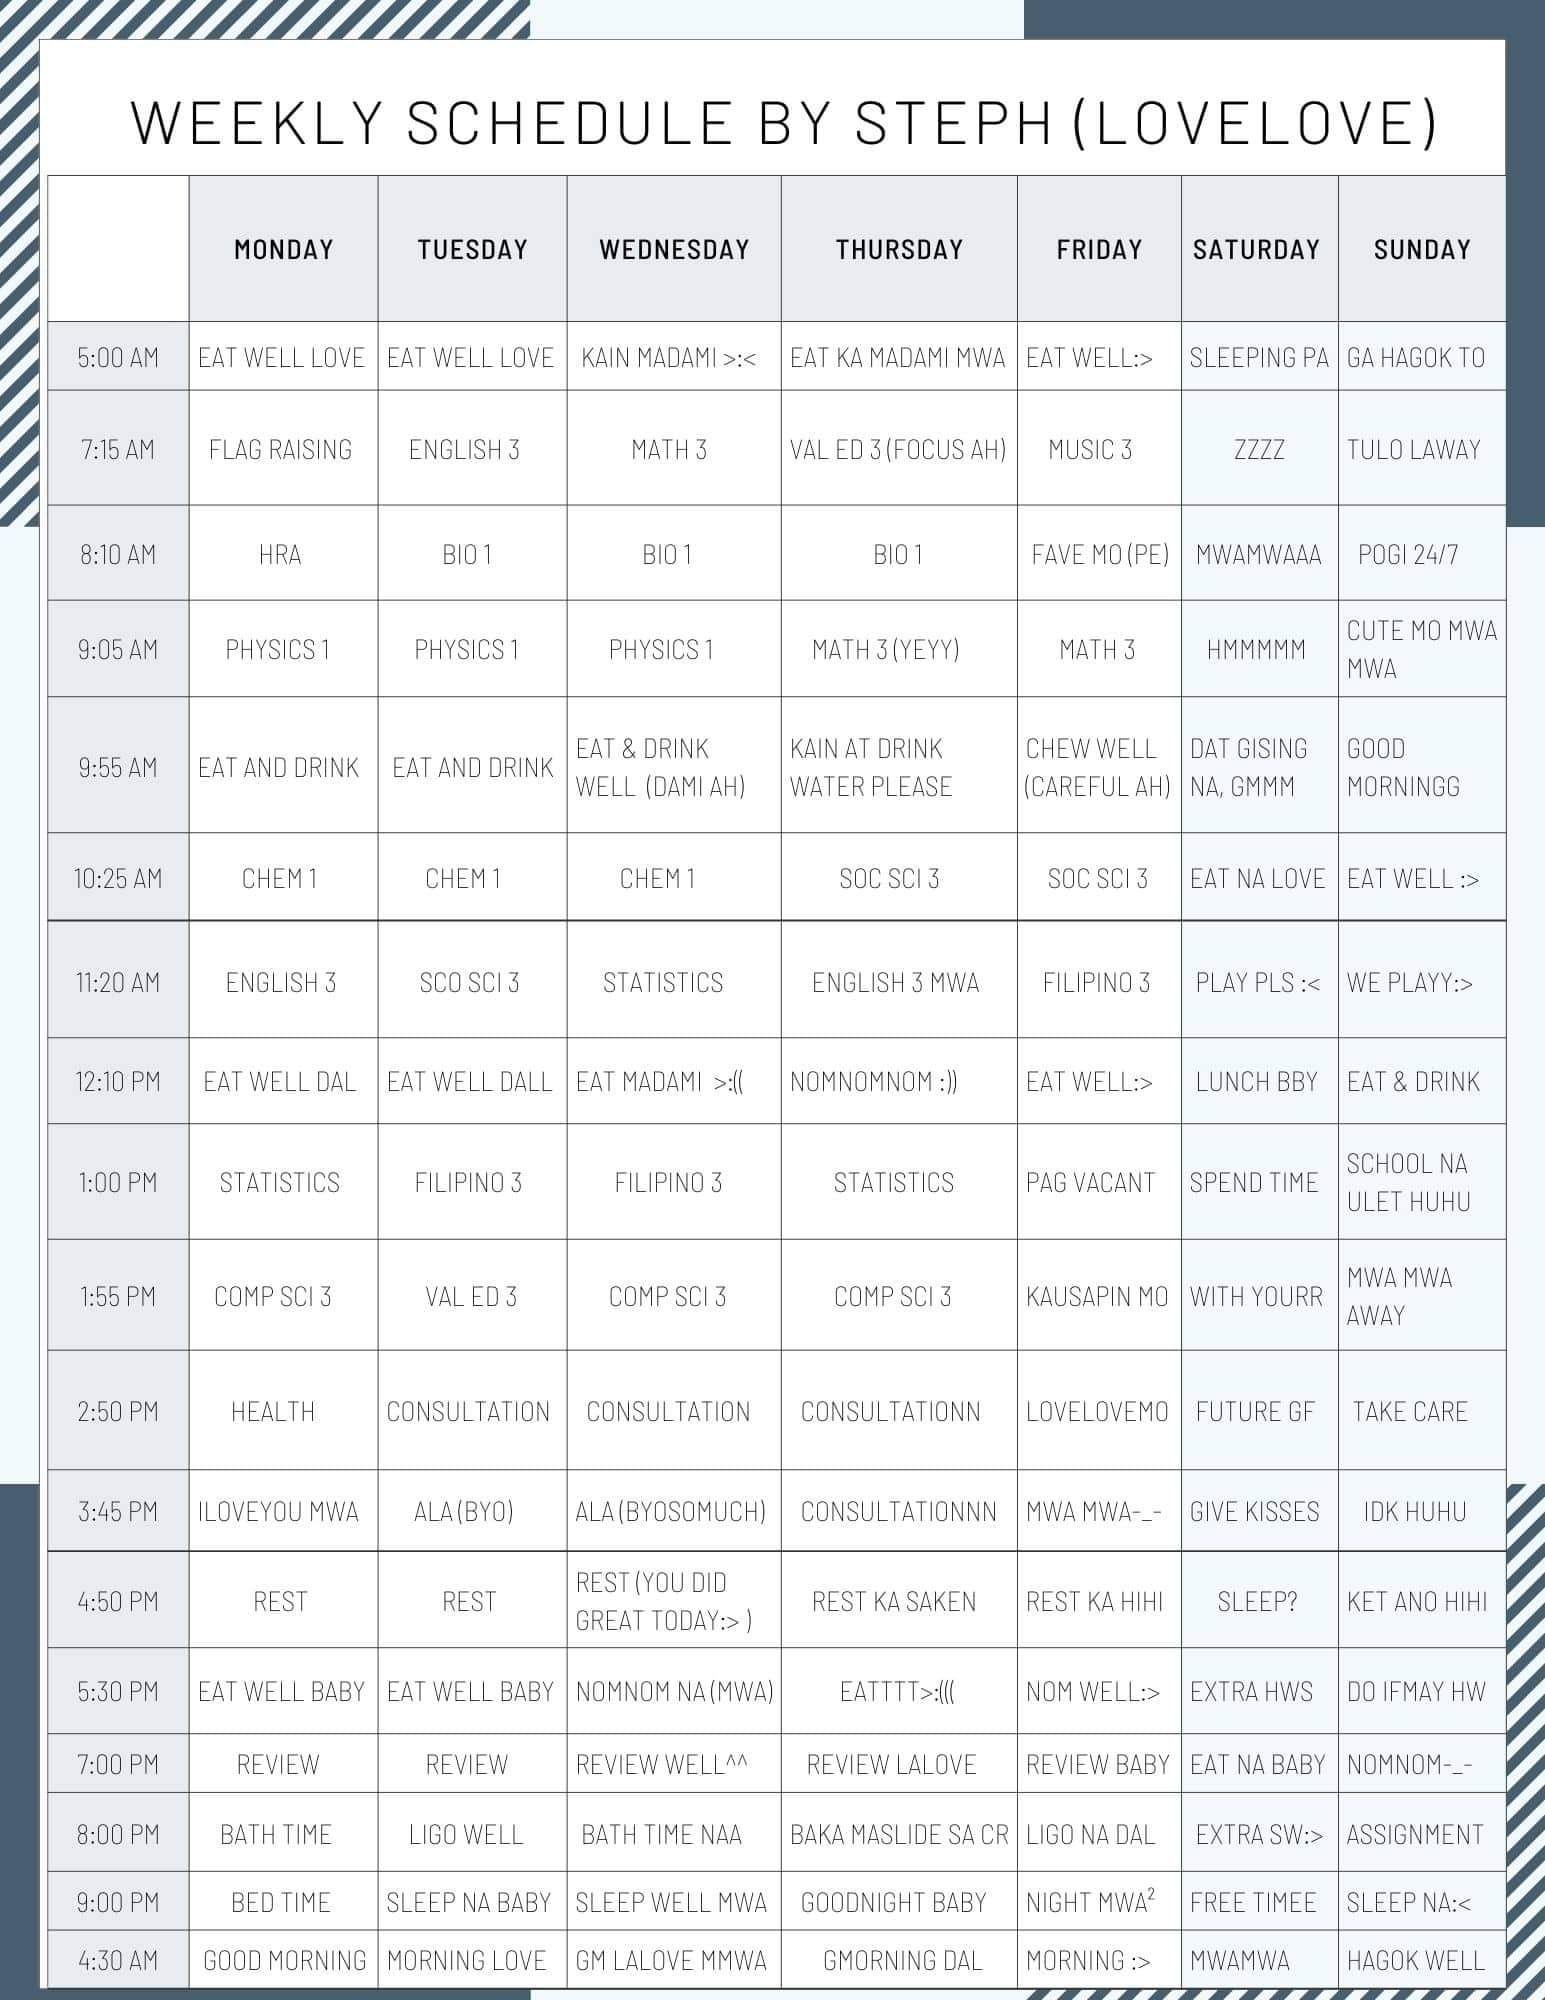 WEEKLY SCHEDULE BY STEPH (LOVELOVE)
MONDAY TUESDAY WEDNESDAY THURSDAY FRIDAY SATURDAY SUNDAY
5:00 AM EAT WELL LOVE EAT WELL LOVE KAIN MADAMI >:< EAT KA MADAMI MWA EAT WELL:> SLEEPING PA GA HAGOK TO
7:15 AM FLAG RAISING ENGLISH 3 MATH 3 VAL ED 3 (FOCUS AH) MUSIC 3 ZZZZ TULO LAWAY
8:10 AM HRA BIO 1 BIO 1 BIO 1 FAVE MO (PE) MWAMWAAA POGI 24/7
9:05 AM PHYSICS 1 PHYSICS 1 PHYSICS 1 MATH 3 (YEYY) MATH 3 HMMMMM CUTE MO MWA
MWA
9:55 AM EAT AND DRINK EAT AND DRINK EAT & DRINK KAIN AT DRINK CHEW WELL DAT GISING GOOD
WELL (DAMI AH) WATER PLEASE (CAREFUL AH) NA, GMMM MORNINGG
10:25 AM CHEM 1 CHEM 1 CHEM 1 SOC SCI 3 SOC SCI 3 EAT NA LOVE EAT WELL :>
11:20 AM ENGLISH 3 SCO SCI 3 STATISTICS ENGLISH 3 MWA FILIPINO 3 PLAY PLS :< WE PLAYY:>
12:10 PM EAT WELL DAL EAT WELL DALL EAT MADAMI >:(( NOMNOMNOM :)) EAT WELL:> LUNCH BBY EAT & DRINK
1:00 PM STATISTICS FILIPINO 3 FILIPINO 3 STATISTICS PAG VACANT SPEND TIME SCHOOL NA
ULET HUHU
1:55 PM COMP SCI 3 VAL ED 3 COMP SCI 3 COMP SCI 3 KAUSAPIN MO WITH YOURR MWA MWA
AWAY
2:50 PM HEALTH CONSULTATION CONSULTATION CONSULTATIONN LOVELOVEMO FUTURE GF TAKE CARE
3:45 PM ILOVEYOU MWA ALA (BYO) ALA (BYOSOMUCH) CONSULTATIONNN MWA MWA-_- GIVE KISSES IDK HUHU
4:50 PM REST REST REST (YOU DID REST KA SAKEN REST KA HIHI SLEEP? KET ANO HIHI
GREAT TODAY:> )
5:30 PM EAT WELL BABY EAT WELL BABY NOMNOM NA (MWA) EATTTT>:((( NOM WELL:> EXTRA HWS DO IFMAY HW
7:00 PM REVIEW REVIEW REVIEW WELL^^ REVIEW LALOVE REVIEW BABY EAT NA BABY NOMNOM-_-
8:00 PM BATH TIME LIGO WELL BATH TIME NAA BAKA MASLIDE SA CR LIGO NA DAL EXTRA SW:> ASSIGNMENT
9:00 PM BED TIME SLEEP NA BABY SLEEP WELL MWA GOODNIGHT BABY NIGHT MWA² FREE TIMEE SLEEP NA:<
4:30 AM GOOD MORNING MORNING LOVE GM LALOVE MMWA GMORNING DAL MORNING :> MWAMWA HAGOK WELL